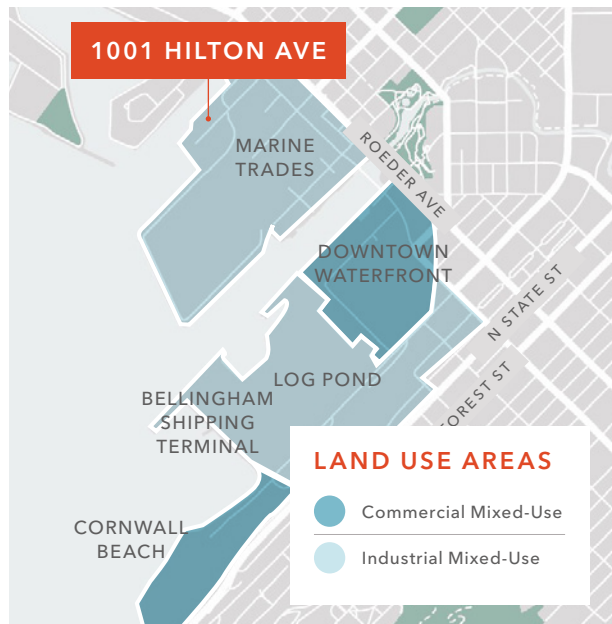 1001 HILTON AVE
MARINE
TRADES
ROEDER AVE
DOWNTOWN
WATERFRONT
N STATE ST
LOG POND
FOREST ST
BELLINGHAM
SHIPPING
TERMINAL
CORNWALL
BEACH
LAND USE AREAS
Commercial Mixed-Use
Industrial Mixed-Use